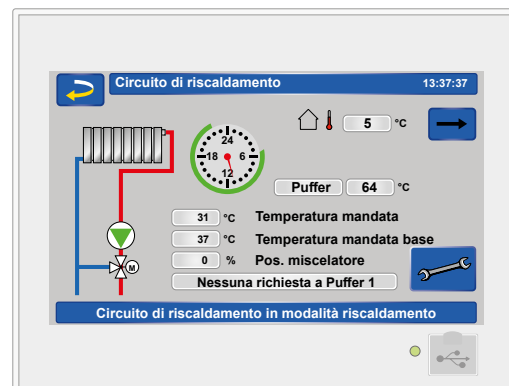 Circuito di riscaldamento 13:37:37
5 °C
24
18 6
12
Puffer 64 °C
31 °C Temperatura mandata
37 °C Temperatura mandata base
0 % Pos. miscelatore
M
Nessuna richiesta a Puffer 1
Circuito di riscaldamento in modalità riscaldamento